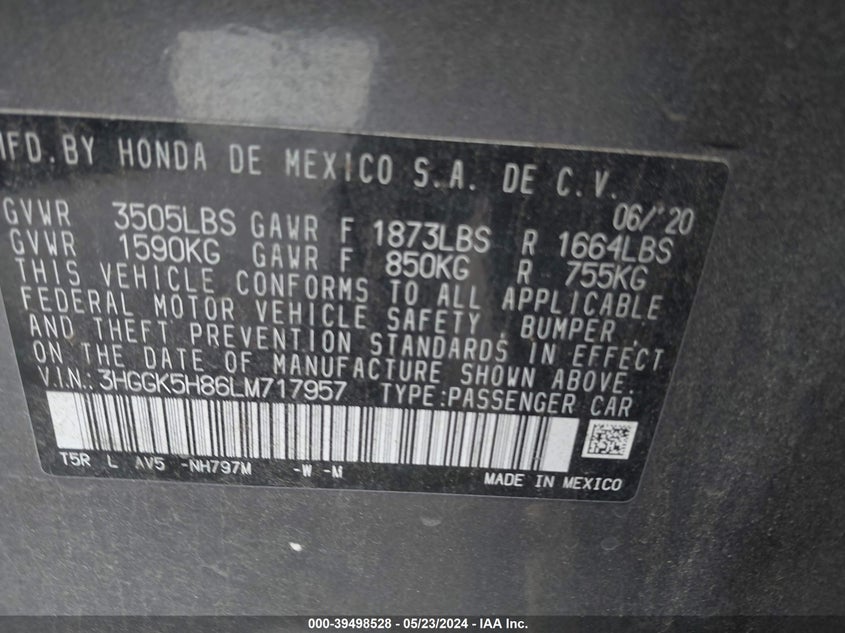 MFD. BY HONDA DE MEXICO S.A. DE C.V.
06/'20
GVWR 3505LBS GAWR F 1873LBS R 1664LBS
GVWR 1590KG GAWR F 850KG R 755KG
THIS VEHICLE CONFORMS TO ALL APPLICABLE
FEDERAL MOTOR VEHICLE SAFETY, BUMPER,
AND THEFT PREVENTION STANDARDS IN EFFECT
ON THE DATE OF MANUFACTURE SHOWN ABOVE.
V.I.N.: 3HGGK5H86LM717957 TYPE:PASSENGER CAR
T5R L AV5 -NH797M -W -M
MADE IN MEXICO
000-39498528 - 05/23/2024 - IAA Inc.